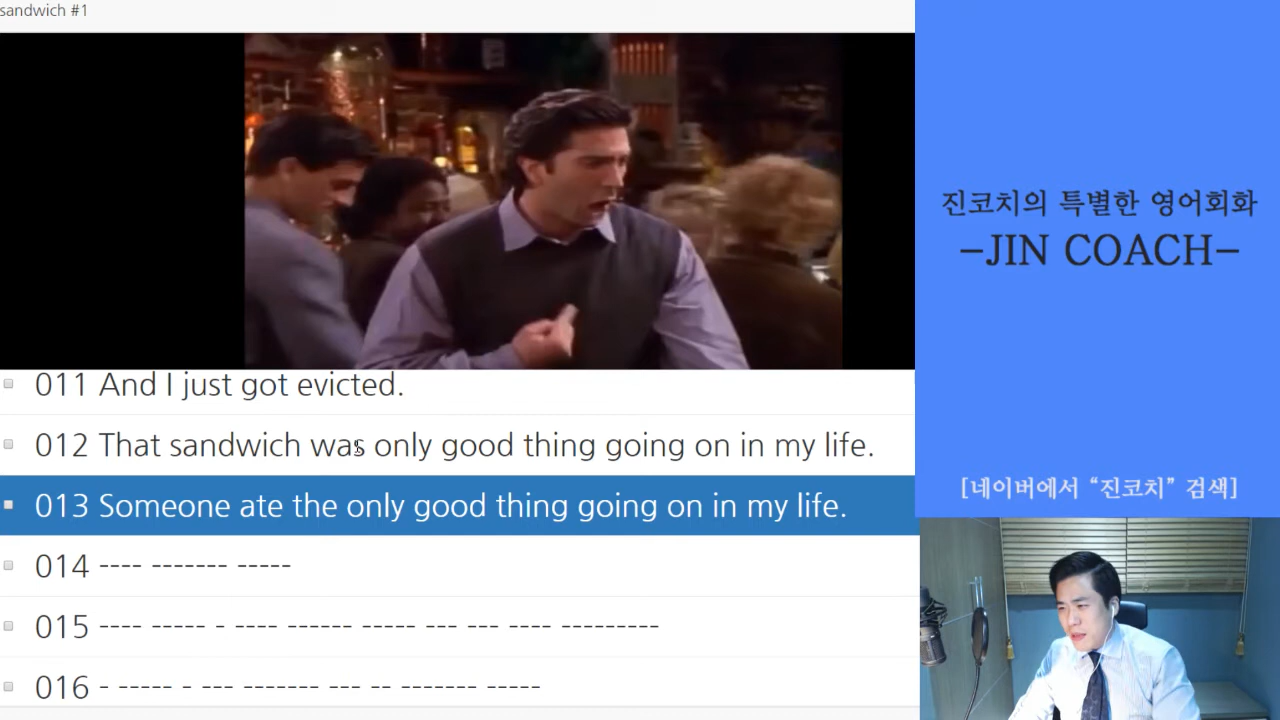 sandwich #1
011 And I just got evicted.
012 That sandwich was only good thing going on in my life.
013 Someone ate the only good thing going on in my life.
014 ---- ------- -----
015 ---- ----- - ---- ------ ----- --- --- ---- ---------
016 - ----- - --- ------- --- -- ------- -----
진코치의 특별한 영어회화
–JIN COACH–
[네이버에서 “진코치” 검색]